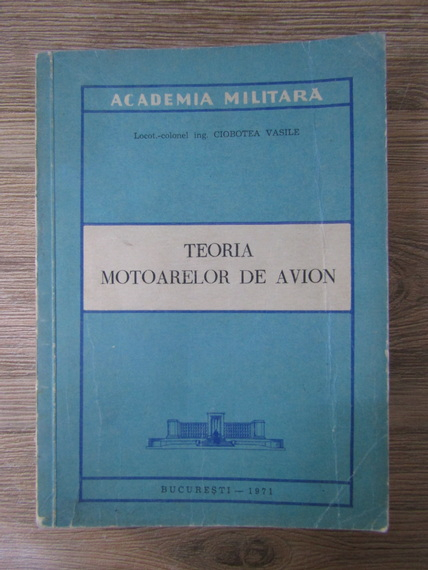 ACADEMIA MILITARĂ
Locot.-colonel ing. CIOBOTEA VASILE
TEORIA
MOTOARELOR DE AVION
BUCUREȘTI — 1971